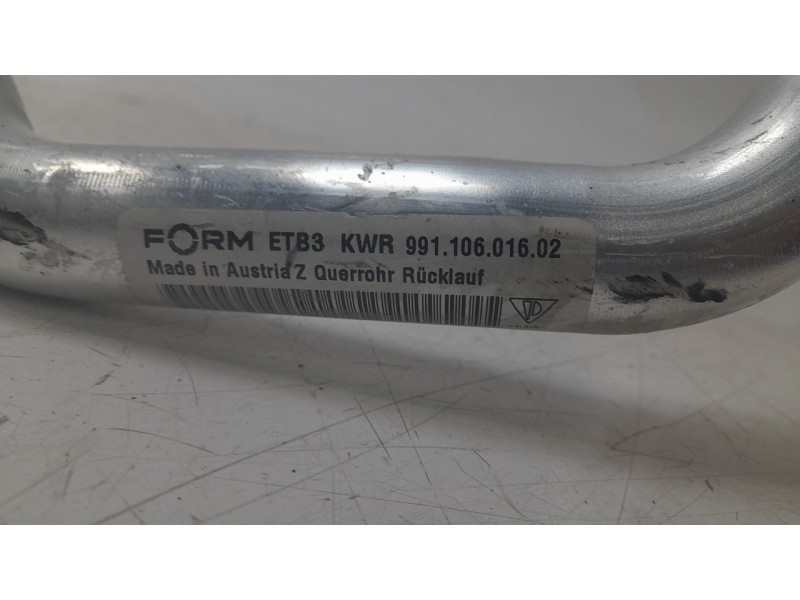 FORM ETB3 KWR 991.106.016.02
Made in Austria Z Querrohr Rücklauf